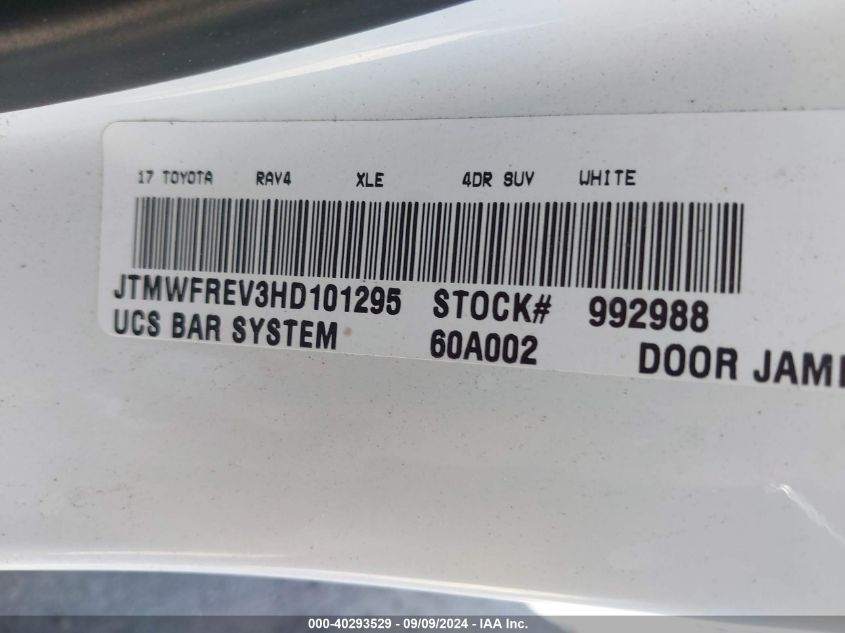 17 TOYOTA RAV4 XLE 4DR SUV WHITE
JTMWFREV3HD101295 STOCK# 992988
UCS BAR SYSTEM 60A002 DOOR JAM
000-40293529 - 09/09/2024 - IAA Inc.